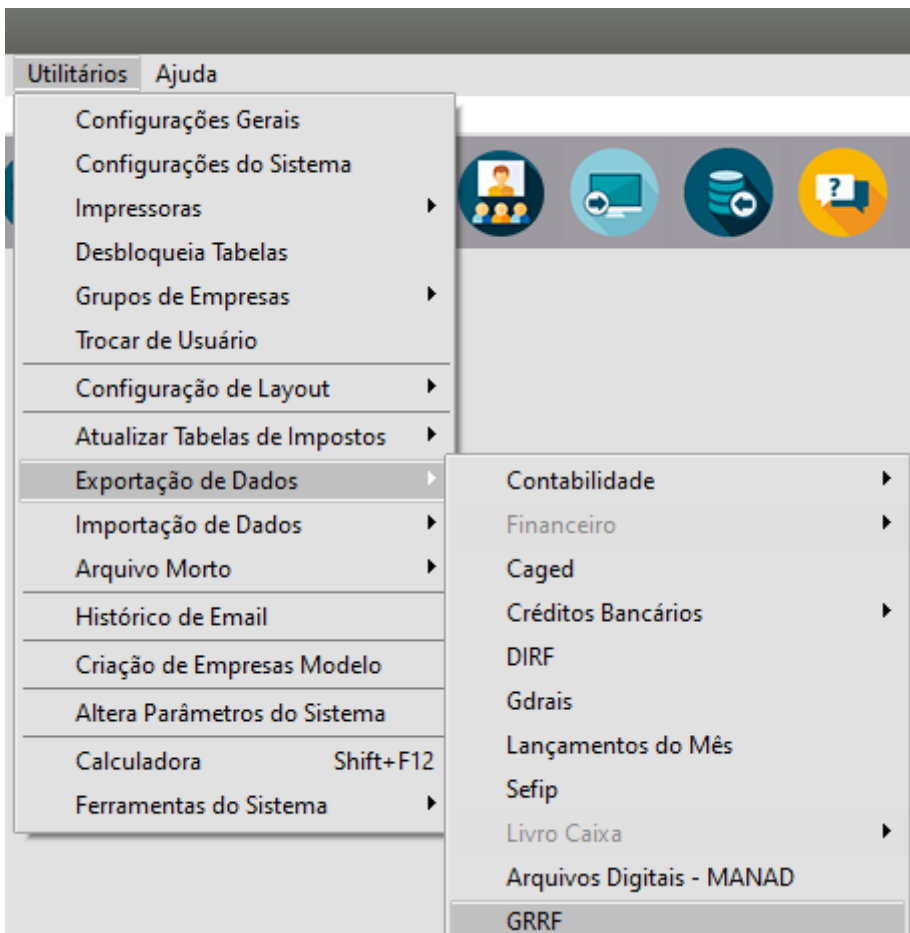 Utilitários Ajuda
Configurações Gerais
Configurações do Sistema
Impressoras
Desbloqueia Tabelas
Grupos de Empresas
Trocar de Usuário
Configuração de Layout
Atualizar Tabelas de Impostos
Exportação de Dados
Importação de Dados
Arquivo Morto
Histórico de Email
Criação de Empresas Modelo
Altera Parâmetros do Sistema
Calculadora Shift+F12
Ferramentas do Sistema
Contabilidade
Financeiro
Caged
Créditos Bancários
DIRF
Gdrais
Lançamentos do Mês
Sefip
Livro Caixa
Arquivos Digitais - MANAD
GRRF
?